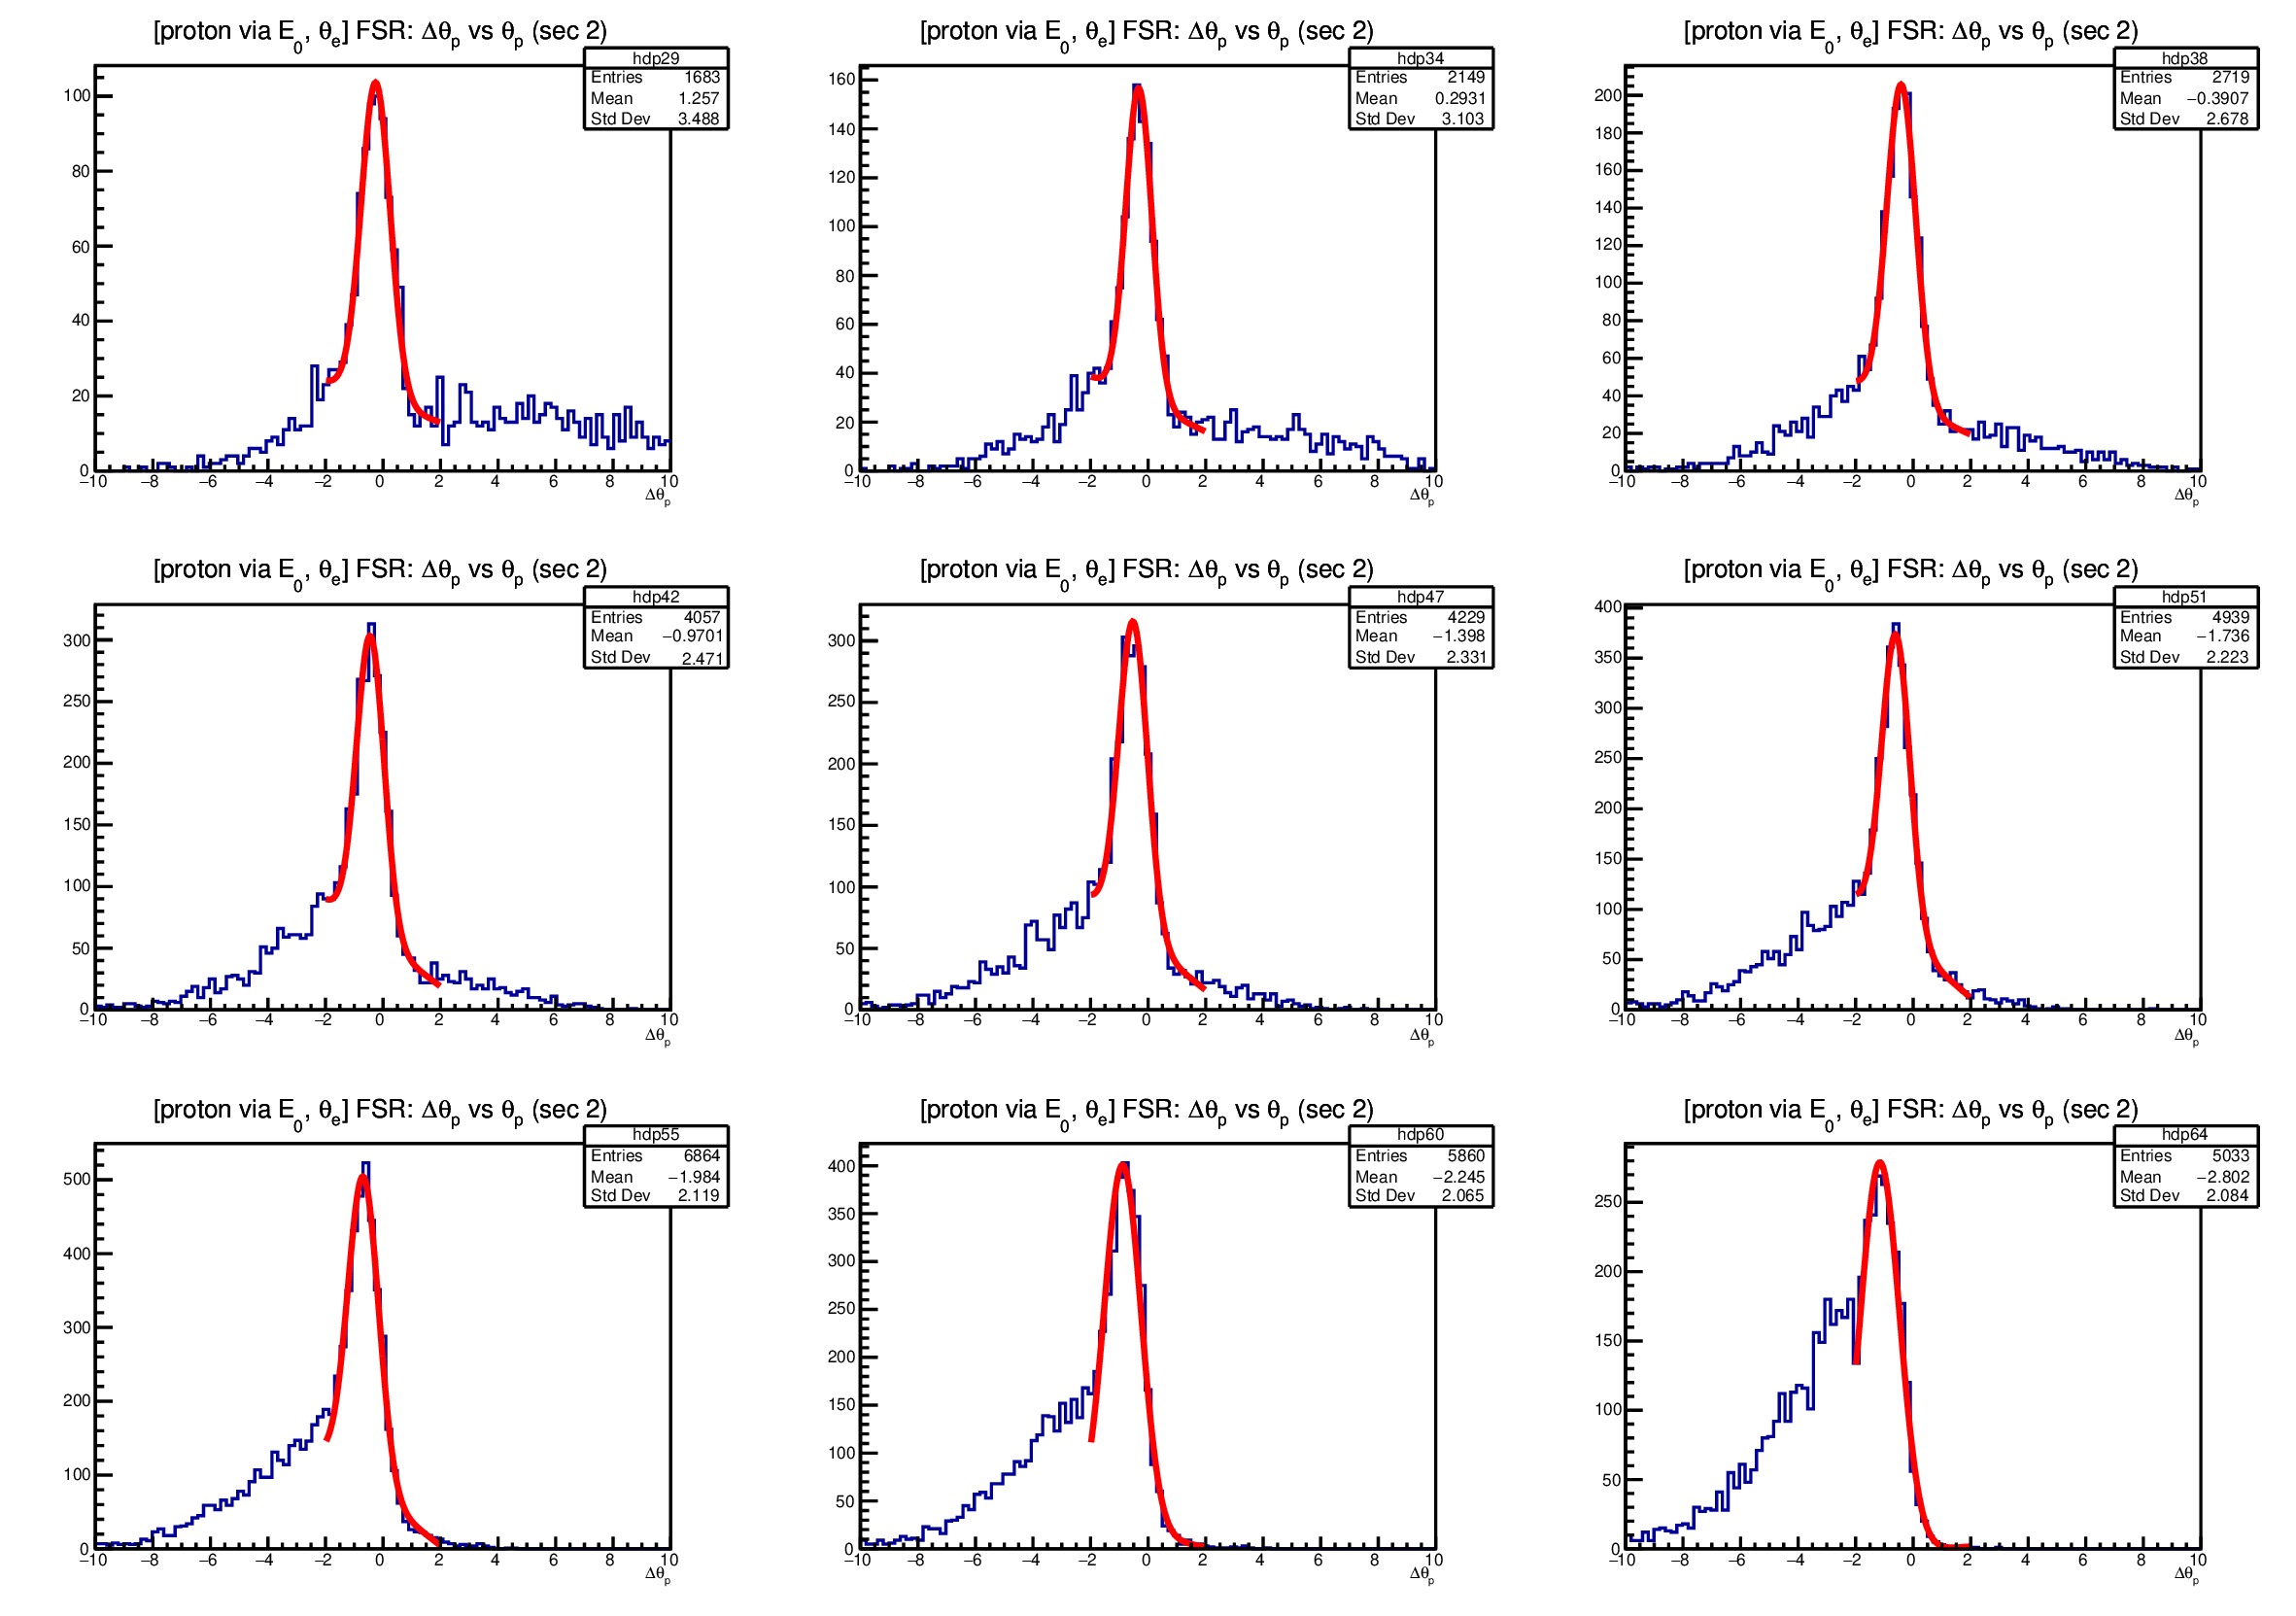 [proton via E0, θe] FSR: Δθp vs θp (sec 2)
hdp29
Entries 1683
Mean 1.257
Std Dev 3.488
100
80
60
40
20
0
−10 −8 −6 −4 −2 0 2 4 6 8 10
Δθp
[proton via E0, θe] FSR: Δθp vs θp (sec 2)
hdp34
Entries 2149
Mean 0.2931
Std Dev 3.103
160
140
120
100
80
60
40
20
0
−10 −8 −6 −4 −2 0 2 4 6 8 10
Δθp
[proton via E0, θe] FSR: Δθp vs θp (sec 2)
hdp38
Entries 2719
Mean −0.3907
Std Dev 2.678
200
180
160
140
120
100
80
60
40
20
0
−10 −8 −6 −4 −2 0 2 4 6 8 10
Δθp
[proton via E0, θe] FSR: Δθp vs θp (sec 2)
hdp42
Entries 4057
Mean −0.9701
Std Dev 2.471
300
250
200
150
100
50
0
−10 −8 −6 −4 −2 0 2 4 6 8 10
Δθp
[proton via E0, θe] FSR: Δθp vs θp (sec 2)
hdp47
Entries 4229
Mean −1.398
Std Dev 2.331
300
250
200
150
100
50
0
−10 −8 −6 −4 −2 0 2 4 6 8 10
Δθp
[proton via E0, θe] FSR: Δθp vs θp (sec 2)
hdp51
Entries 4939
Mean −1.736
Std Dev 2.223
400
350
300
250
200
150
100
50
0
−10 −8 −6 −4 −2 0 2 4 6 8 10
Δθp
[proton via E0, θe] FSR: Δθp vs θp (sec 2)
hdp55
Entries 6864
Mean −1.984
Std Dev 2.119
500
400
300
200
100
0
−10 −8 −6 −4 −2 0 2 4 6 8 10
Δθp
[proton via E0, θe] FSR: Δθp vs θp (sec 2)
hdp60
Entries 5860
Mean −2.245
Std Dev 2.065
400
350
300
250
200
150
100
50
0
−10 −8 −6 −4 −2 0 2 4 6 8 10
Δθp
[proton via E0, θe] FSR: Δθp vs θp (sec 2)
hdp64
Entries 5033
Mean −2.802
Std Dev 2.084
250
200
150
100
50
0
−10 −8 −6 −4 −2 0 2 4 6 8 10
Δθp